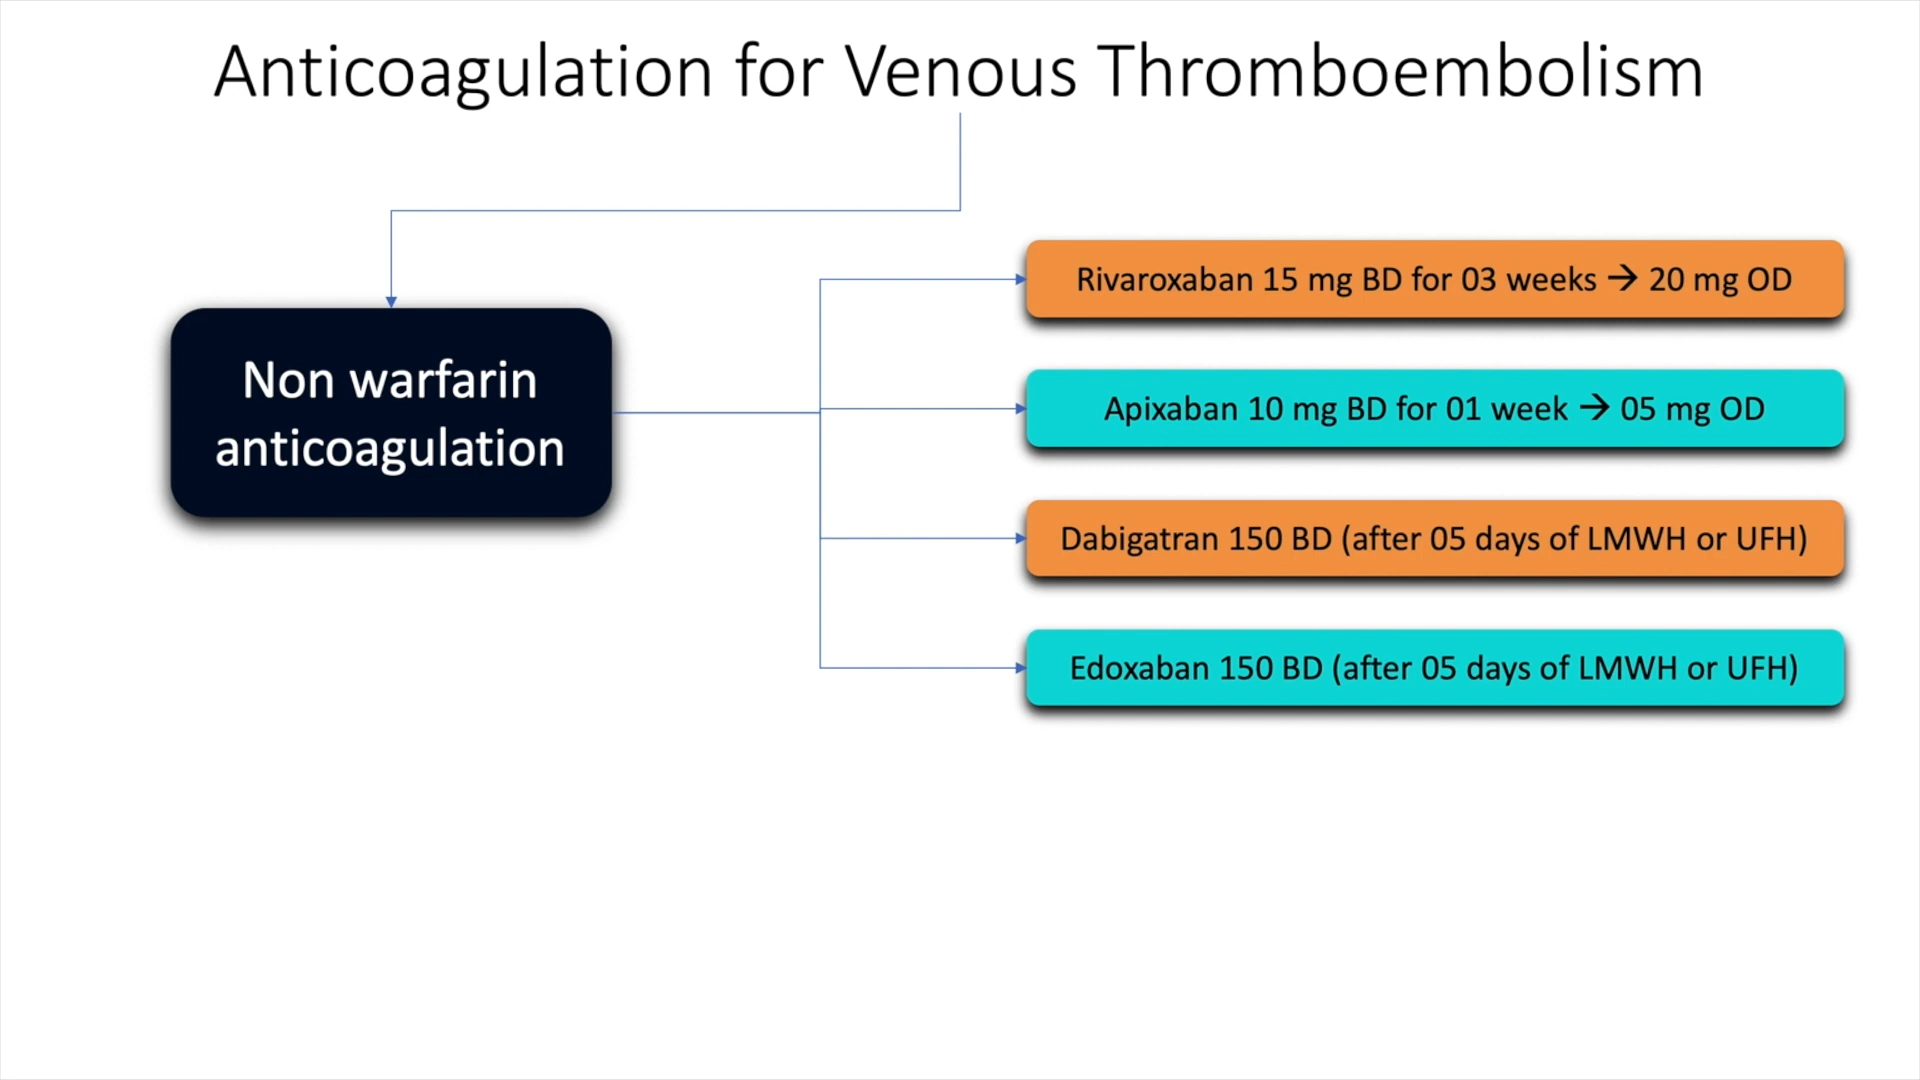 Anticoagulation for Venous Thromboembolism
Non warfarin
anticoagulation
Rivaroxaban 15 mg BD for 03 weeks → 20 mg OD
Apixaban 10 mg BD for 01 week → 05 mg OD
Dabigatran 150 BD (after 05 days of LMWH or UFH)
Edoxaban 150 BD (after 05 days of LMWH or UFH)